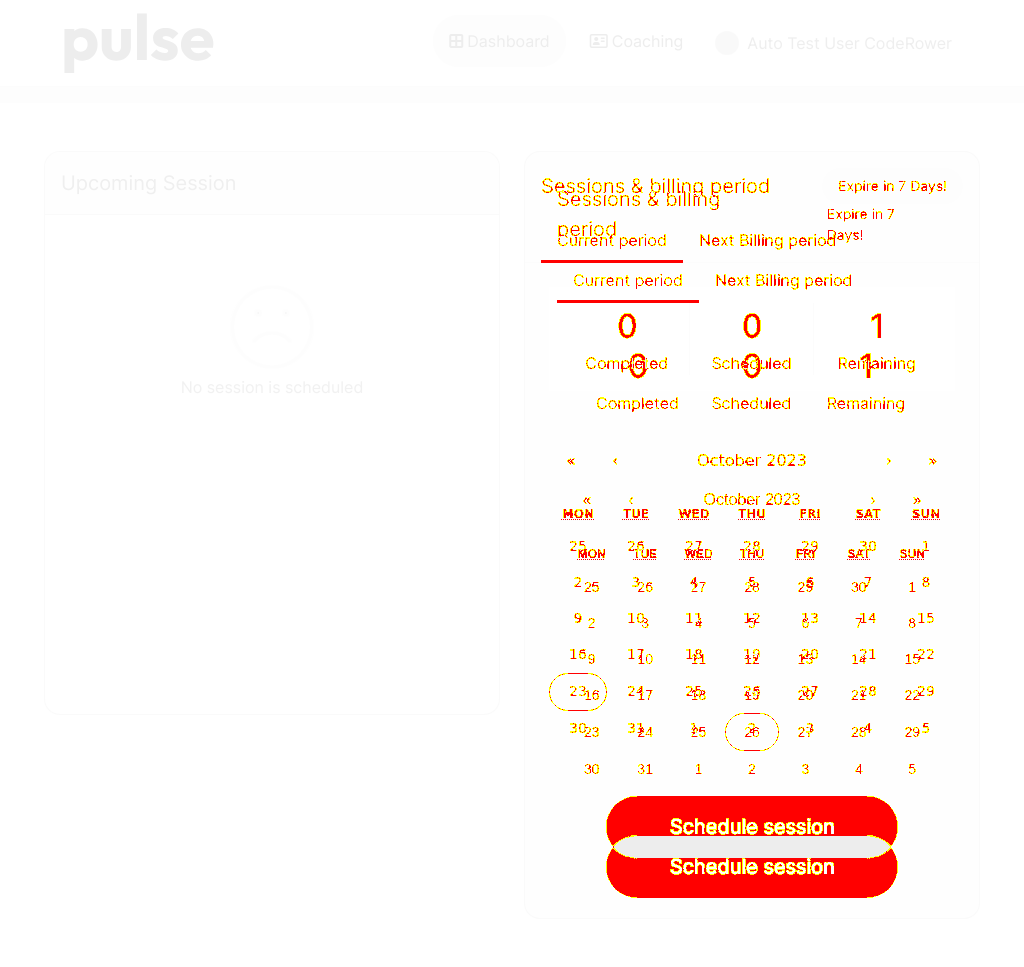 pulse
Dashboard
Coaching
Auto Test User CodeRower
Upcoming Session
No session is scheduled
Sessions & billing period
Expire in 7 Days!
Sessions & billing
period
Expire in 7
Days!
Current period
Next Billing period
Current period
Next Billing period
0 0 1
Completed Scheduled Remaining
0 0 1
Completed Scheduled Remaining
« ‹ October 2023 › »
« ‹ October 2023 › »
MON TUE WED THU FRI SAT SUN
25 26 27 28 29 30 1
MON TUE WED THU FRI SAT SUN
2 3 4 5 6 7 8
25 26 27 28 29 30 1
9 10 11 12 13 14 15
2 3 4 5 6 7 8
16 17 18 19 20 21 22
9 10 11 12 13 14 15
23 24 25 26 27 28 29
16 17 18 19 20 21 22
30 31 1 2 3 4 5
23 24 25 26 27 28 29
30 31 1 2 3 4 5
Schedule session
Schedule session